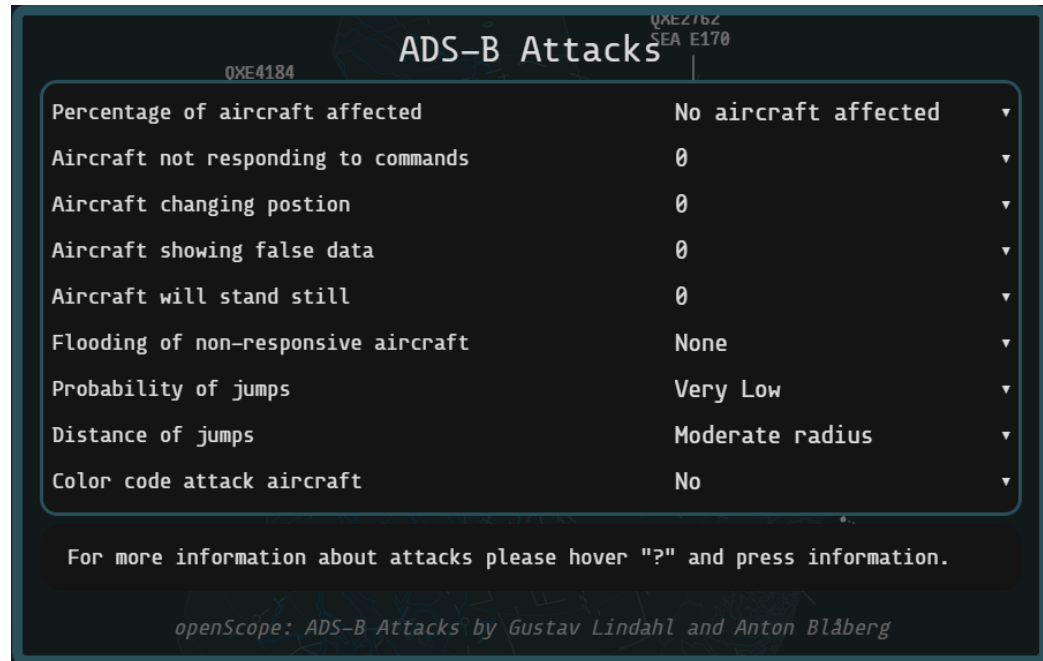 QXE2762
SEA E170
ADS-B Attacks
QXE4184
Percentage of aircraft affected No aircraft affected
Aircraft not responding to commands 0
Aircraft changing postion 0
Aircraft showing false data 0
Aircraft will stand still 0
Flooding of non-responsive aircraft None
Probability of jumps Very Low
Distance of jumps Moderate radius
Color code attack aircraft No
For more information about attacks please hover "?" and press information.
openScope: ADS-B Attacks by Gustav Lindahl and Anton Blåberg